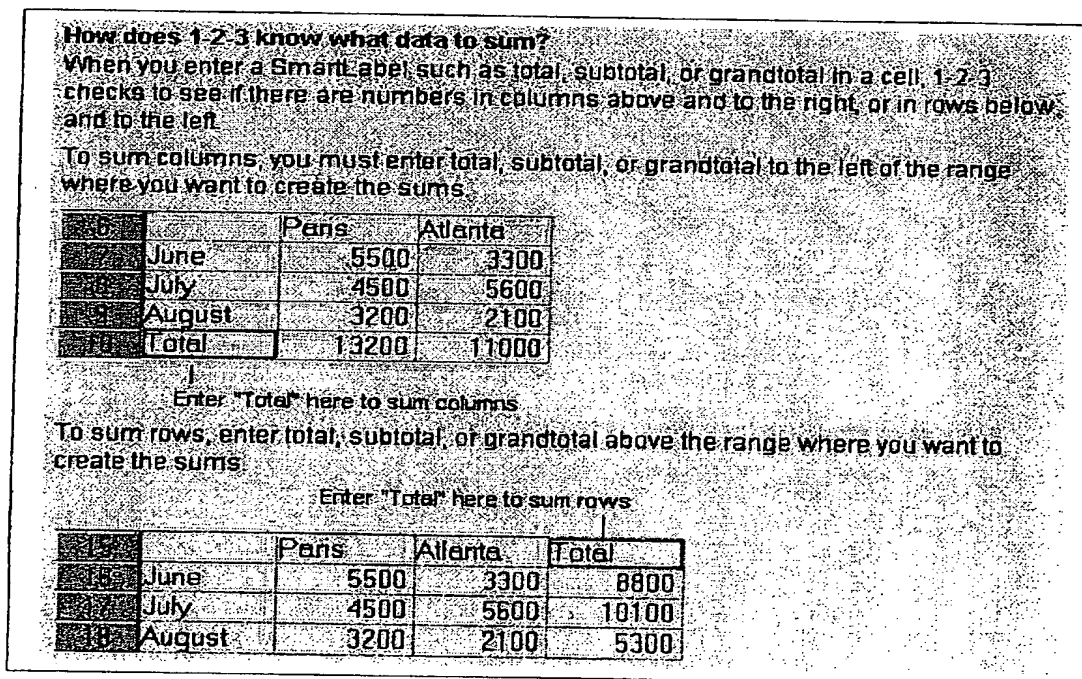 How does 1-2-3 know what data to sum?
When you enter a SmartLabel such as total, subtotal, or grandtotal in a cell, 1-2-3
checks to see if there are numbers in columns above and to the right, or in rows below
and to the left.
To sum columns, you must enter total, subtotal, or grandtotal to the left of the range
where you want to create the sums.
6 Paris Atlanta
7 June 5500 3300
8 July 4500 5600
9 August 3200 2100
10 Total 13200 11000
Enter "Total" here to sum columns
To sum rows, enter total, subtotal, or grandtotal above the range where you want to
create the sums.
Enter "Total" here to sum rows
15 Paris Atlanta Total
16 June 5500 3300 8800
17 July 4500 5600 10100
18 August 3200 2100 5300